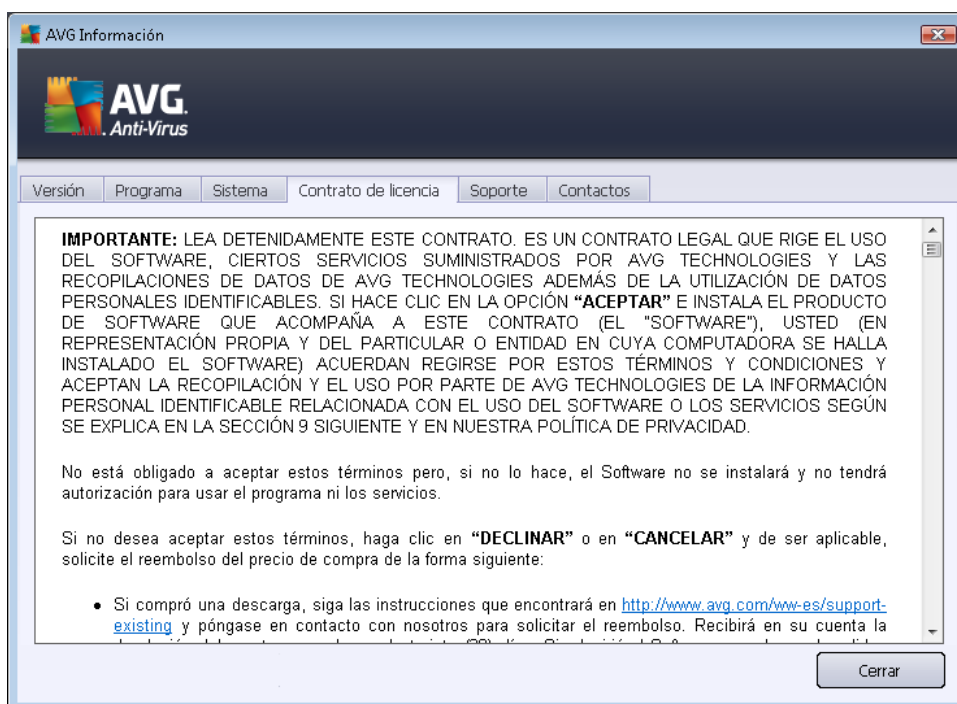 AVG Información
AVG.
Anti-Virus
Versión Programa Sistema Contrato de licencia Soporte Contactos
IMPORTANTE: LEA DETENIDAMENTE ESTE CONTRATO. ES UN CONTRATO LEGAL QUE RIGE EL USO
DEL SOFTWARE, CIERTOS SERVICIOS SUMINISTRADOS POR AVG TECHNOLOGIES Y LAS
RECOPILACIONES DE DATOS DE AVG TECHNOLOGIES ADEMÁS DE LA UTILIZACIÓN DE DATOS
PERSONALES IDENTIFICABLES. SI HACE CLIC EN LA OPCIÓN “ACEPTAR” E INSTALA EL PRODUCTO
DE SOFTWARE QUE ACOMPAÑA A ESTE CONTRATO (EL "SOFTWARE"), USTED (EN
REPRESENTACIÓN PROPIA Y DEL PARTICULAR O ENTIDAD EN CUYA COMPUTADORA SE HALLA
INSTALADO EL SOFTWARE) ACUERDAN REGIRSE POR ESTOS TÉRMINOS Y CONDICIONES Y
ACEPTAN LA RECOPILACIÓN Y EL USO POR PARTE DE AVG TECHNOLOGIES DE LA INFORMACIÓN
PERSONAL IDENTIFICABLE RELACIONADA CON EL USO DEL SOFTWARE O LOS SERVICIOS SEGÚN
SE EXPLICA EN LA SECCIÓN 9 SIGUIENTE Y EN NUESTRA POLÍTICA DE PRIVACIDAD.
No está obligado a aceptar estos términos pero, si no lo hace, el Software no se instalará y no tendrá
autorización para usar el programa ni los servicios.
Si no desea aceptar estos términos, haga clic en “DECLINAR” o en “CANCELAR” y de ser aplicable,
solicite el reembolso del precio de compra de la forma siguiente:
• Si compró una descarga, siga las instrucciones que encontrará en http://www.avg.com/ww-es/support-
existing y póngase en contacto con nosotros para solicitar el reembolso. Recibirá en su cuenta la
Cerrar